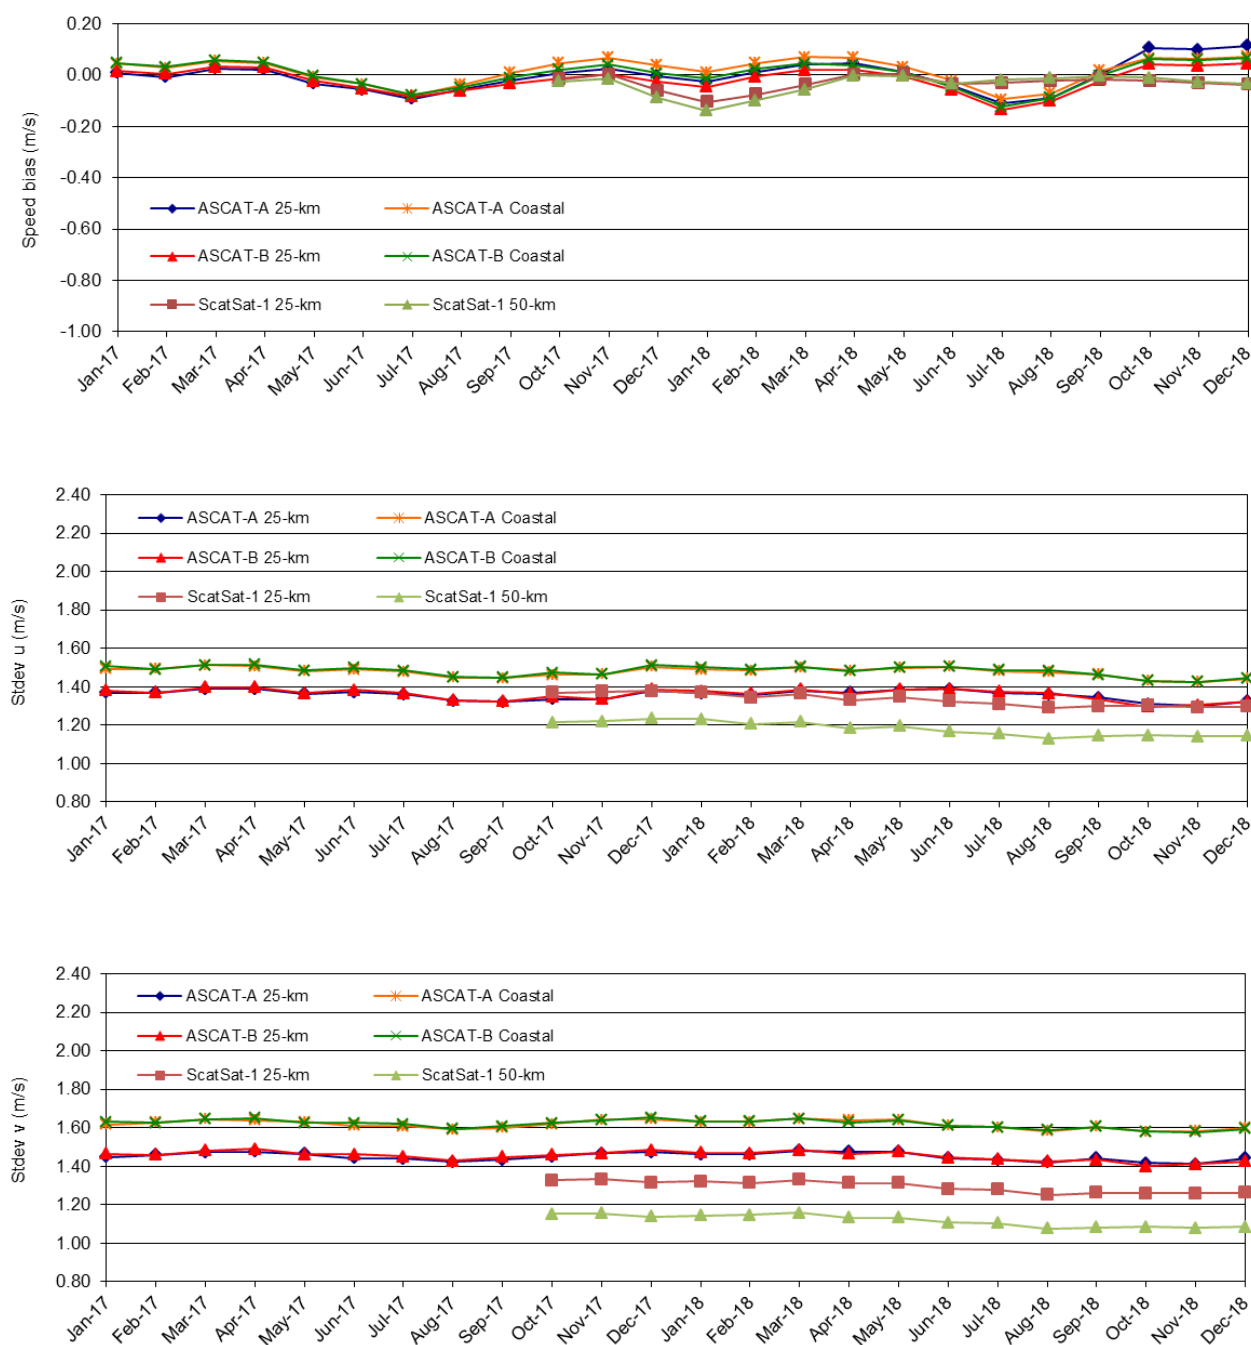 0.20
0.00
-0.20
-0.40
-0.60
-0.80
-1.00
Speed bias (m/s)
ASCAT-A 25-km ASCAT-A Coastal
ASCAT-B 25-km ASCAT-B Coastal
ScatSat-1 25-km ScatSat-1 50-km
Jan-17 Feb-17 Mar-17 Apr-17 May-17 Jun-17 Jul-17 Aug-17 Sep-17 Oct-17 Nov-17 Dec-17 Jan-18 Feb-18 Mar-18 Apr-18 May-18 Jun-18 Jul-18 Aug-18 Sep-18 Oct-18 Nov-18 Dec-18
2.40
2.20
2.00
1.80
1.60
1.40
1.20
1.00
0.80
Stdev u (m/s)
ASCAT-A 25-km ASCAT-A Coastal
ASCAT-B 25-km ASCAT-B Coastal
ScatSat-1 25-km ScatSat-1 50-km
Jan-17 Feb-17 Mar-17 Apr-17 May-17 Jun-17 Jul-17 Aug-17 Sep-17 Oct-17 Nov-17 Dec-17 Jan-18 Feb-18 Mar-18 Apr-18 May-18 Jun-18 Jul-18 Aug-18 Sep-18 Oct-18 Nov-18 Dec-18
2.40
2.20
2.00
1.80
1.60
1.40
1.20
1.00
0.80
Stdev v (m/s)
ASCAT-A 25-km ASCAT-A Coastal
ASCAT-B 25-km ASCAT-B Coastal
ScatSat-1 25-km ScatSat-1 50-km
Jan-17 Feb-17 Mar-17 Apr-17 May-17 Jun-17 Jul-17 Aug-17 Sep-17 Oct-17 Nov-17 Dec-17 Jan-18 Feb-18 Mar-18 Apr-18 May-18 Jun-18 Jul-18 Aug-18 Sep-18 Oct-18 Nov-18 Dec-18